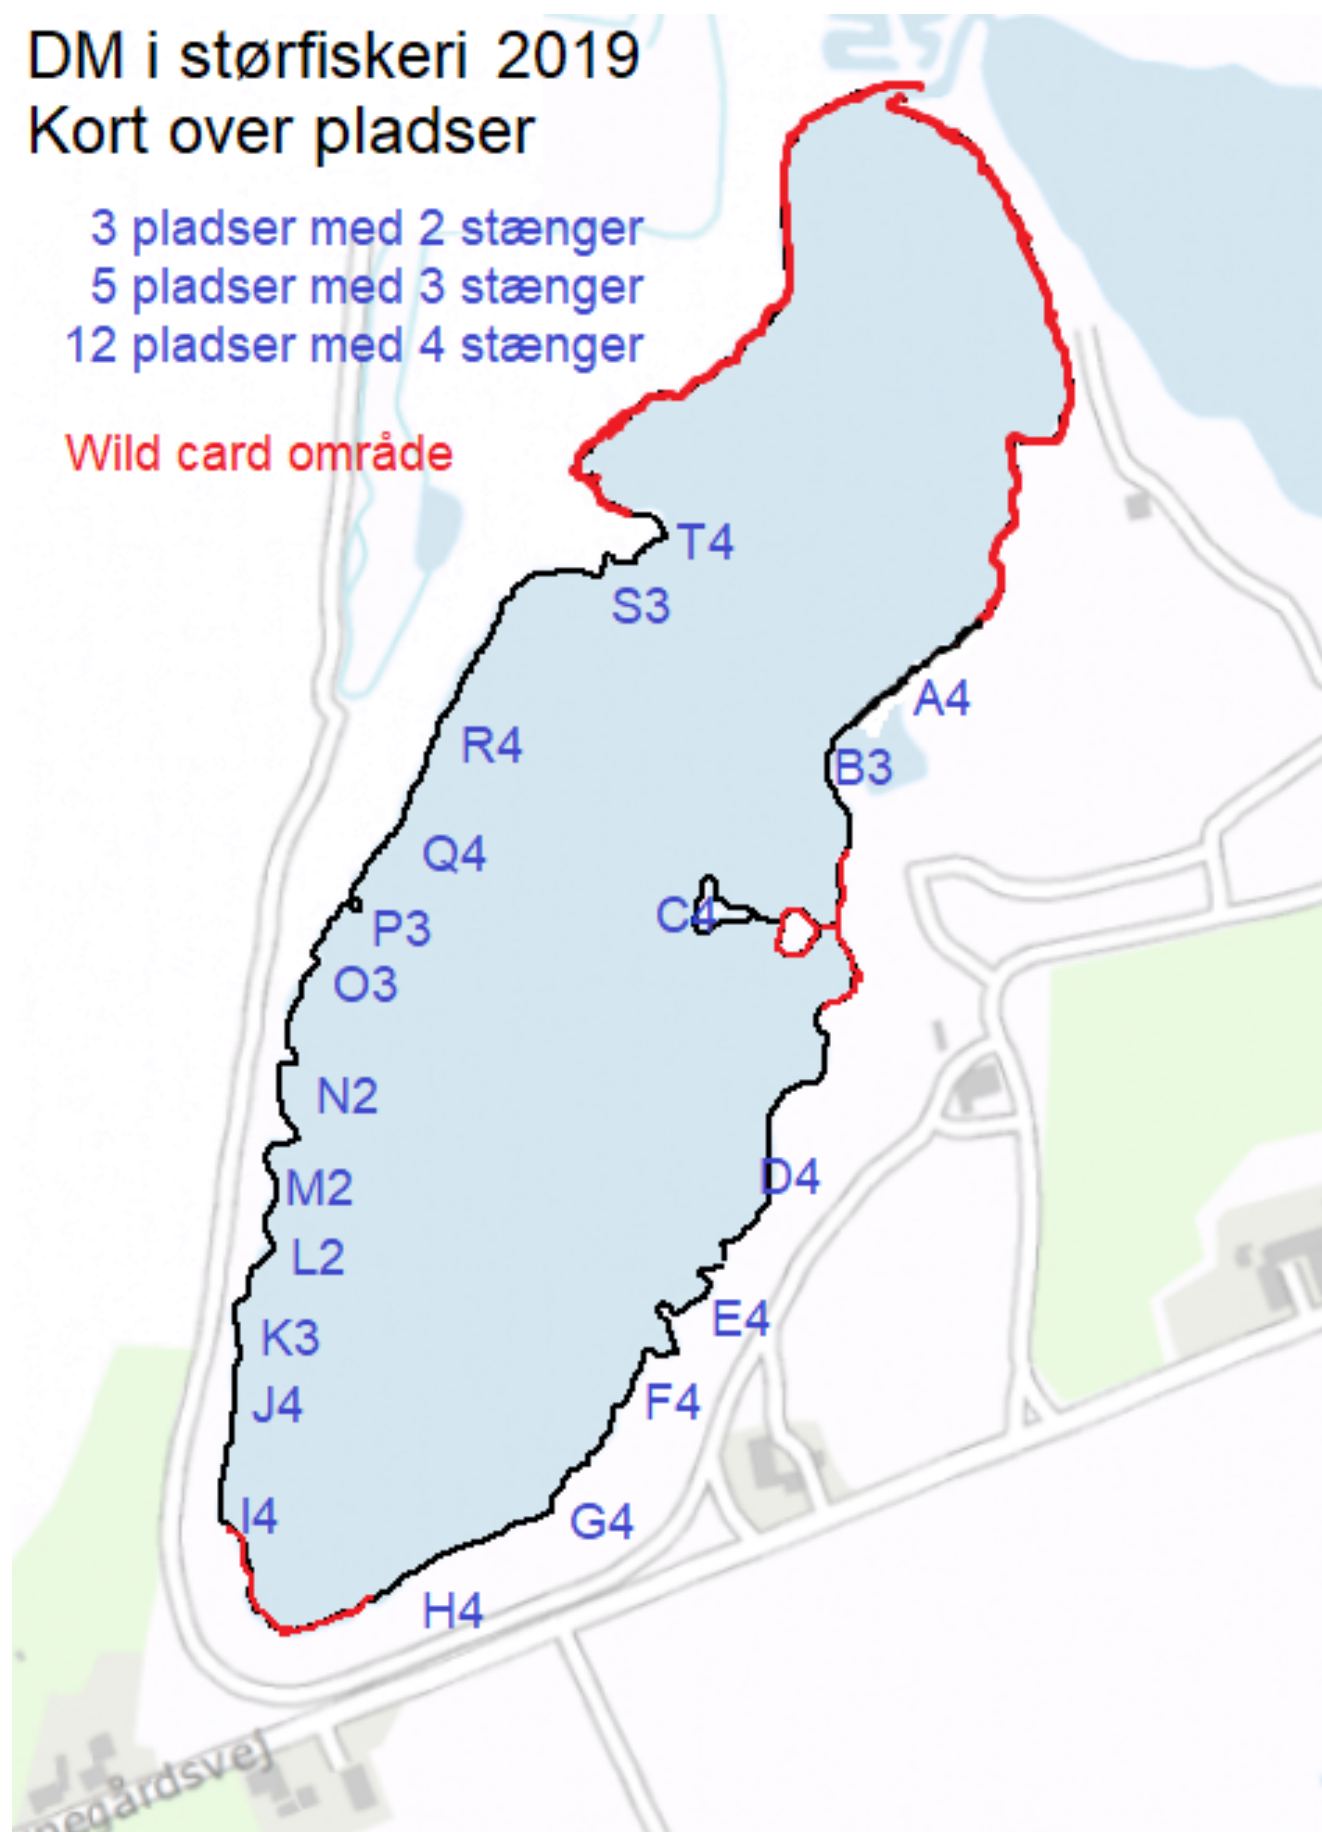 DM i størfiskeri 2019
Kort over pladser
3 pladser med 2 stænger
5 pladser med 3 stænger
12 pladser med 4 stænger
Wild card område
T4
S3
A4
R4
B3
Q4
C4
P3
O3
N2
D4
M2
L2
E4
K3
F4
J4
I4
G4
H4